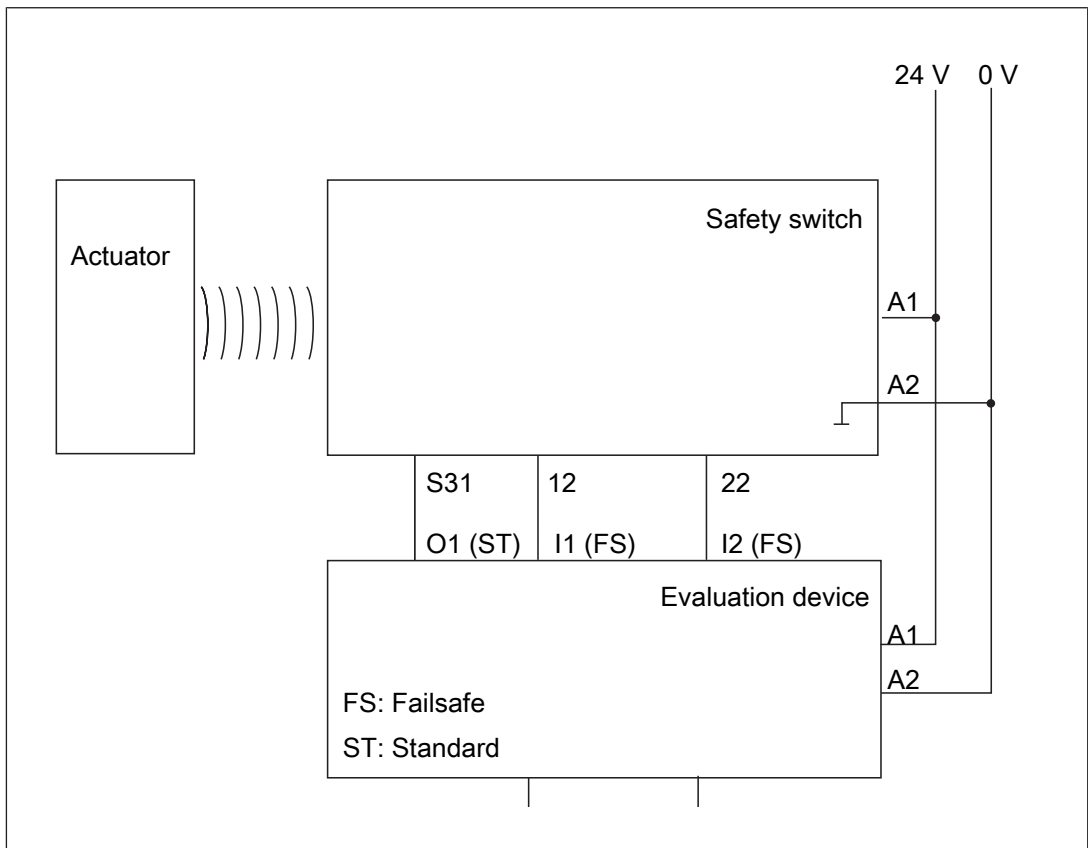 24 V 0 V
Safety switch
Actuator
A1
A2
S31 12 22
O1 (ST) I1 (FS) I2 (FS)
Evaluation device
A1
A2
FS: Failsafe
ST: Standard